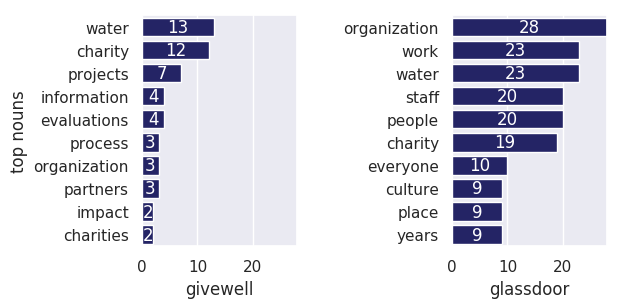 top nouns
water 13
charity 12
projects 7
information 4
evaluations 4
process 3
organization 3
partners 3
impact 2
charities 2
0 10 20
givewell
organization 28
work 23
water 23
staff 20
people 20
charity 19
everyone 10
culture 9
place 9
years 9
0 10 20
glassdoor